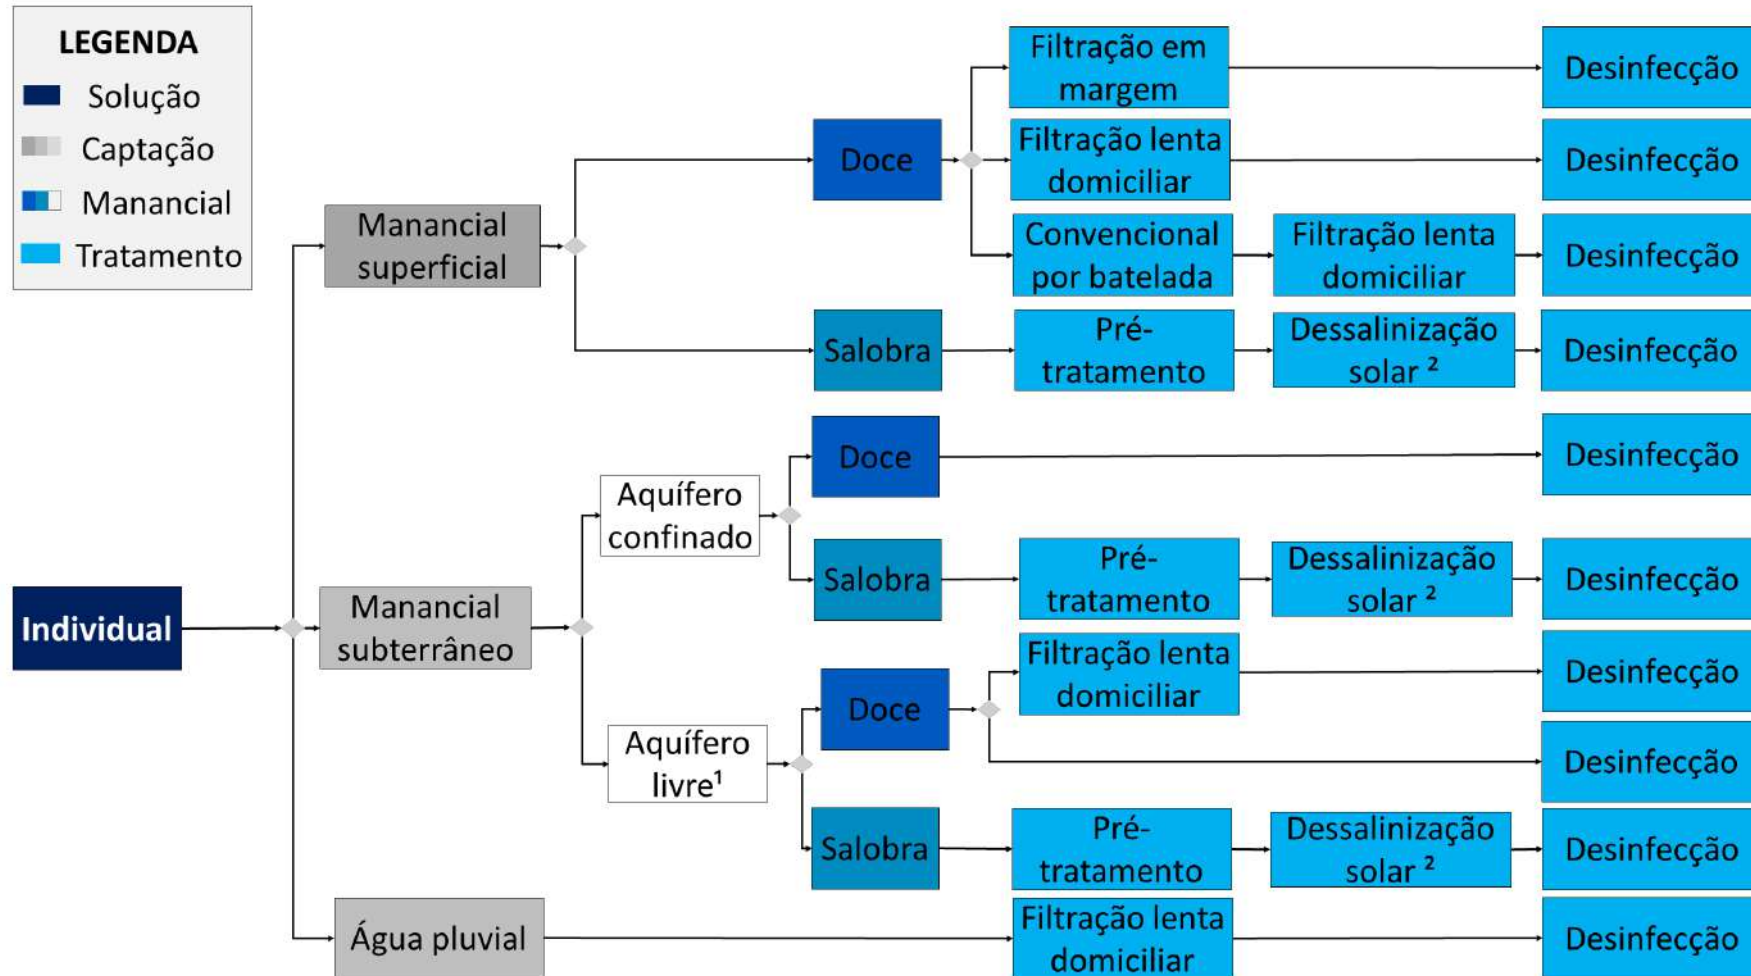 LEGENDA
Solução
Captação
Manancial
Tratamento
Filtração em
margem
Desinfecção
Doce
Filtração lenta
domiciliar
Desinfecção
Manancial
superficial
Convencional
por batelada
Filtração lenta
domiciliar
Desinfecção
Salobra
Pré-
tratamento
Dessalinização
solar ²
Desinfecção
Doce
Desinfecção
Aquífero
confinado
Salobra
Pré-
tratamento
Dessalinização
solar ²
Desinfecção
Individual
Manancial
subterrâneo
Filtração lenta
domiciliar
Desinfecção
Doce
Aquífero
livre¹
Desinfecção
Salobra
Pré-
tratamento
Dessalinização
solar ²
Desinfecção
Água pluvial
Filtração lenta
domiciliar
Desinfecção